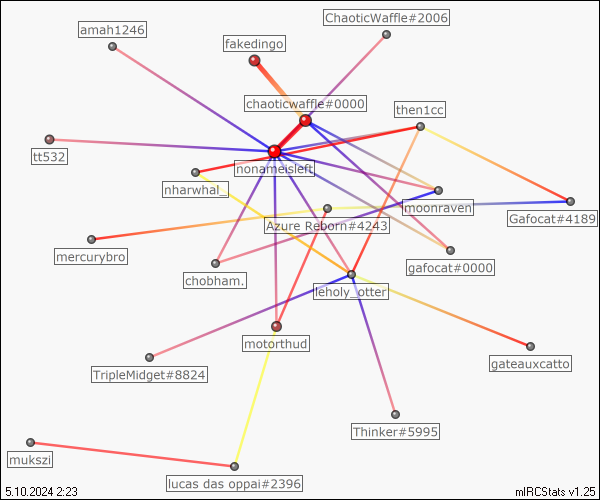 ChaoticWaffle#2006
amah1246
fakedingo
chaoticwaffle#0000
then1cc
tt532
nonameisleft
nharwhal_
moonraven
Gafocat#4189
Azure Reborn#4243
mercurybro
gafocat#0000
chobham.
leholy_otter
motorthud
gateauxcatto
TripleMidget#8824
Thinker#5995
mukszi
lucas das oppai#2396
5.10.2024 2:23
mIRCStats v1.25